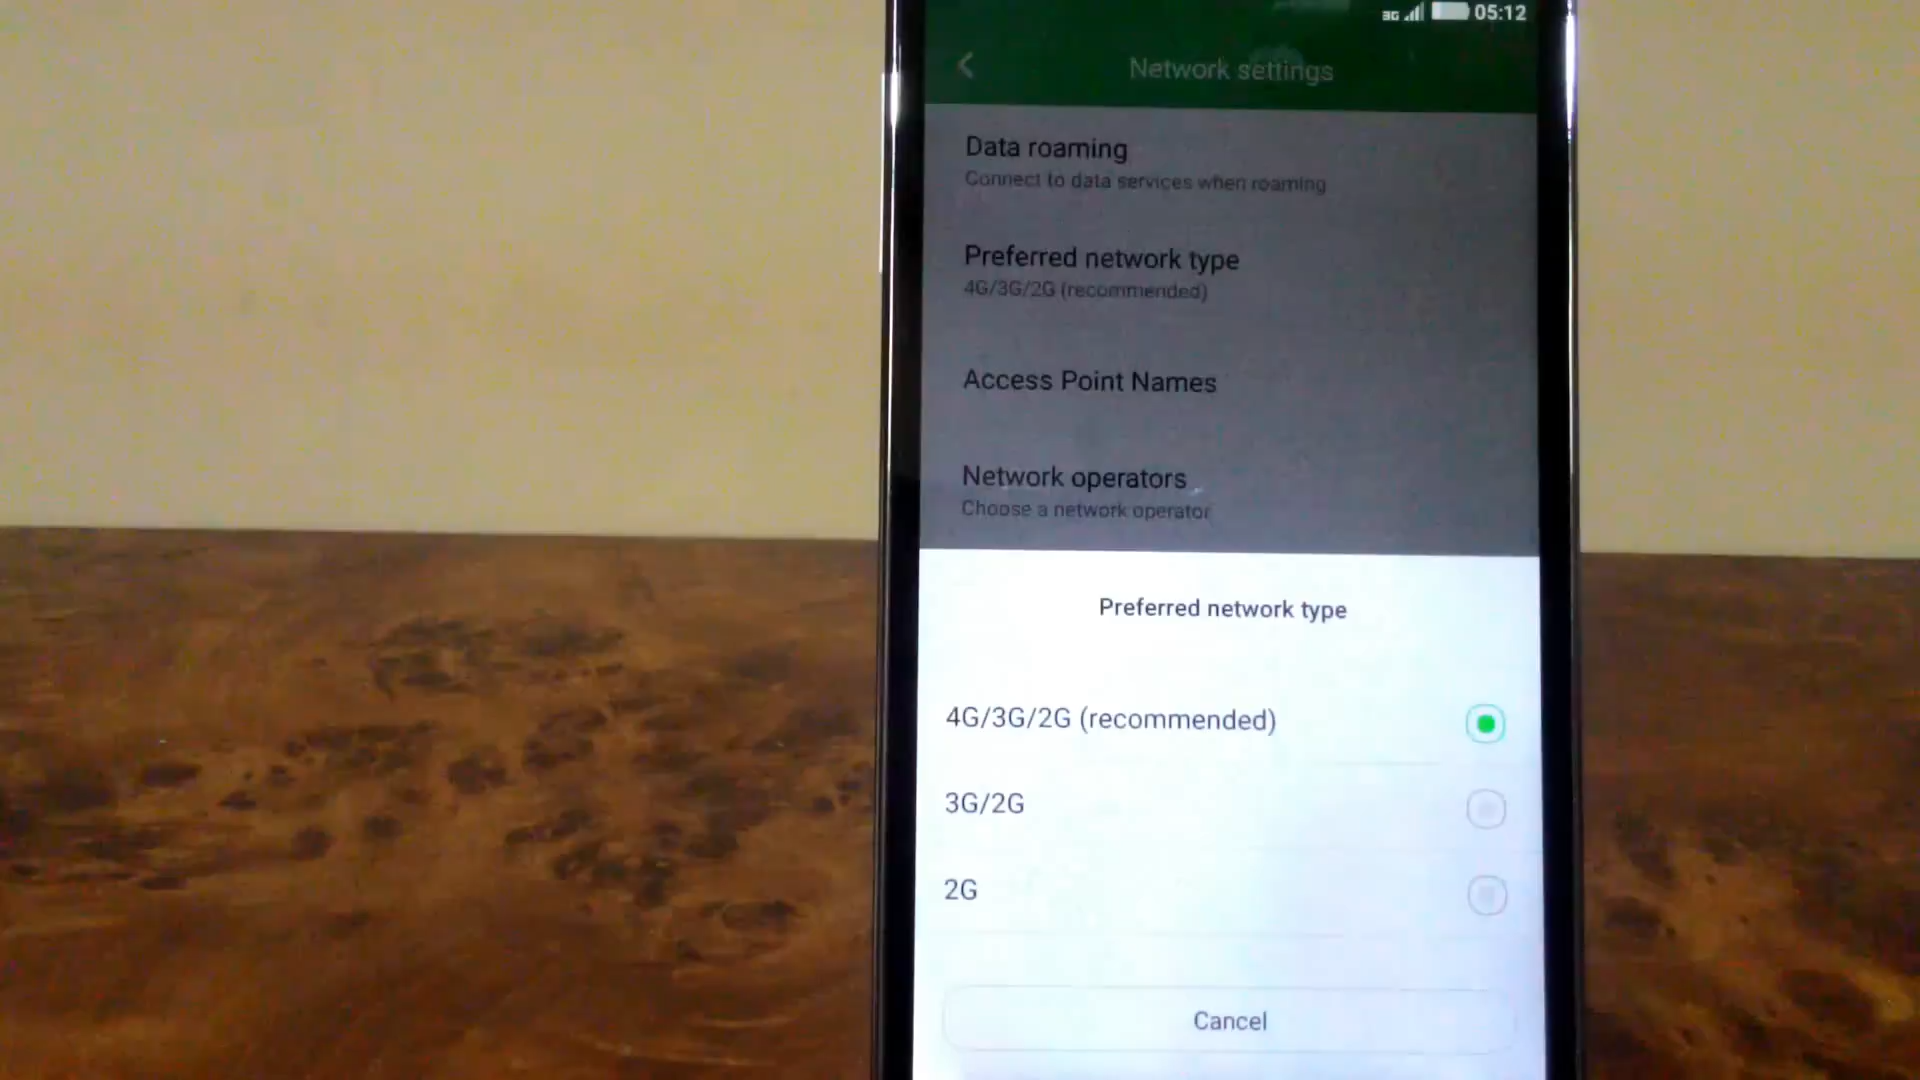 3G 05:12
Network settings
Data roaming
Connect to data services when roaming
Preferred network type
4G/3G/2G (recommended)
Access Point Names
Network operators
Choose a network operator
Preferred network type
4G/3G/2G (recommended)
3G/2G
2G
Cancel